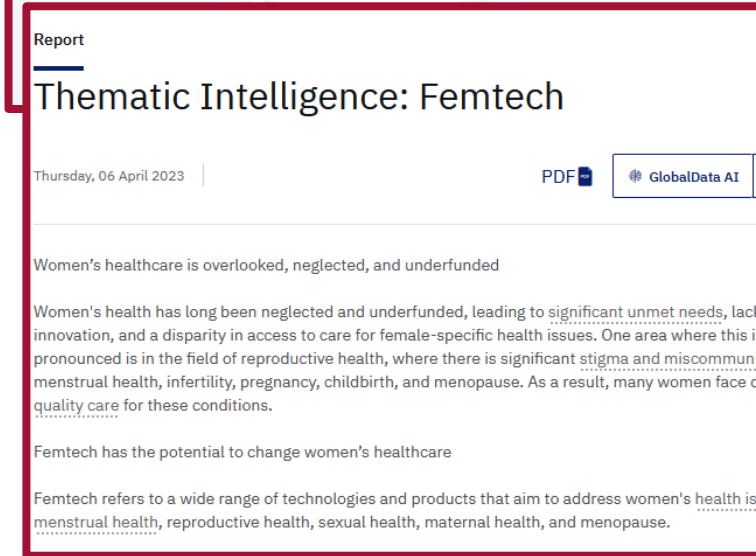 Report
Thematic Intelligence: Femtech
Thursday, 06 April 2023
PDF
GlobalData AI
Women’s healthcare is overlooked, neglected, and underfunded
Women's health has long been neglected and underfunded, leading to significant unmet needs,
innovation, and a disparity in access to care for female-specific health issues. One area where this
pronounced is in the field of reproductive health, where there is significant stigma and
menstrual health, infertility, pregnancy, childbirth, and menopause. As a result, many women face
quality care for these conditions.
Femtech has the potential to change women’s healthcare
Femtech refers to a wide range of technologies and products that aim to address women's health
menstrual health, reproductive health, sexual health, maternal health, and menopause.